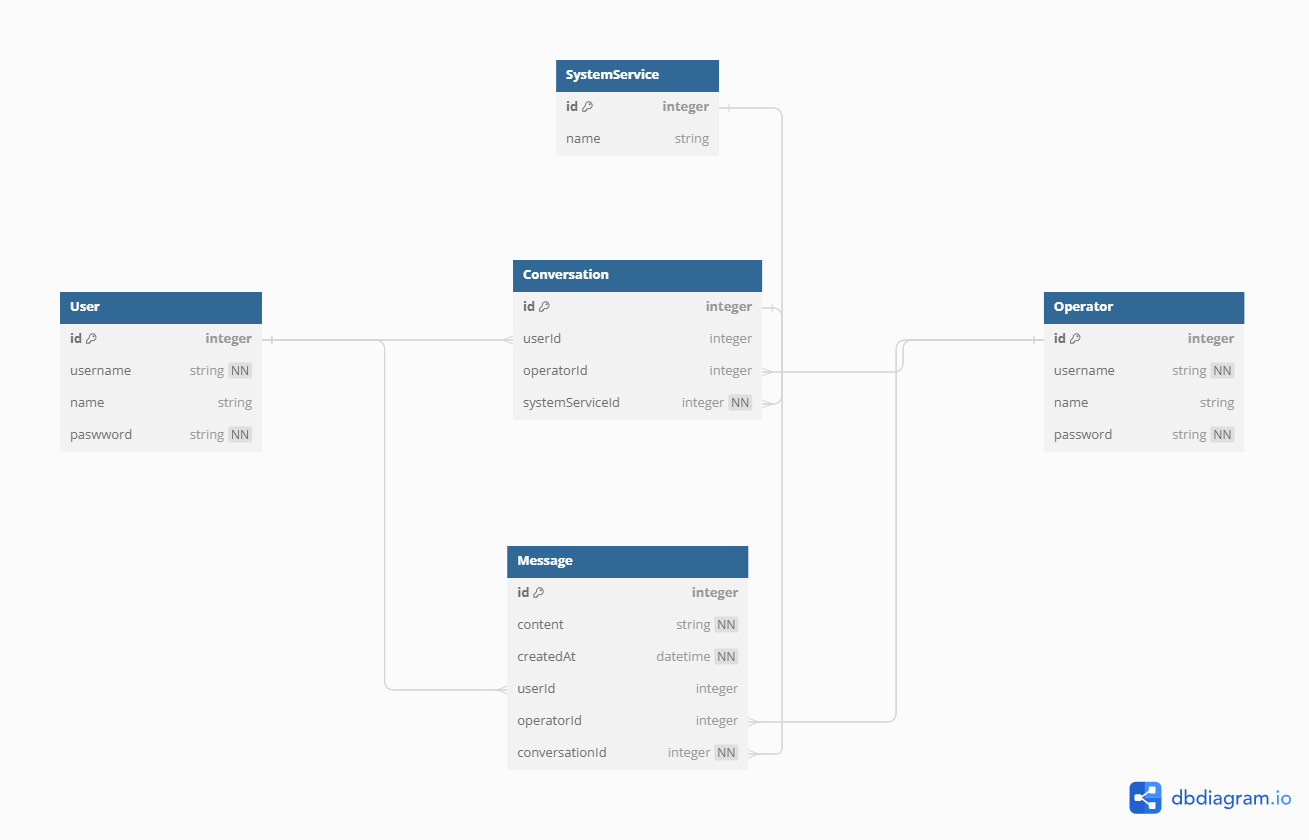 SystemService
id integer
name string
Conversation
id integer
userId integer
operatorId integer
systemServiceId integer NN
User
id integer
username string NN
name string
paswword string NN
Operator
id integer
username string NN
name string
password string NN
Message
id integer
content string NN
createdAt datetime NN
userId integer
operatorId integer
conversationId integer NN
dbdiagram.io